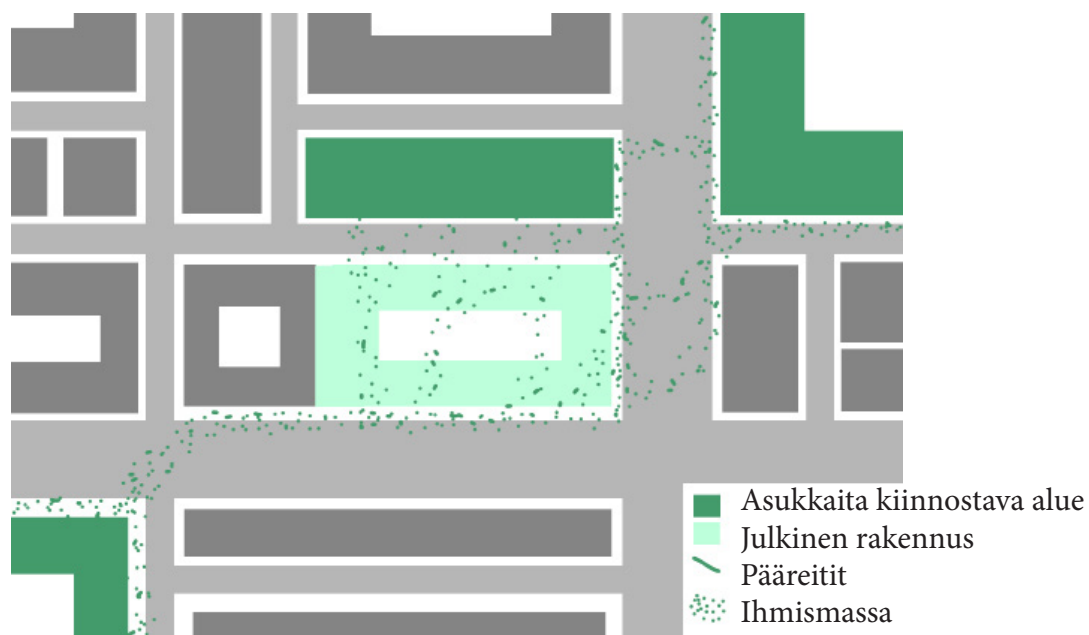 Asukkaita kiinnostava alue
Julkinen rakennus
Pääreitit
Ihmismassa